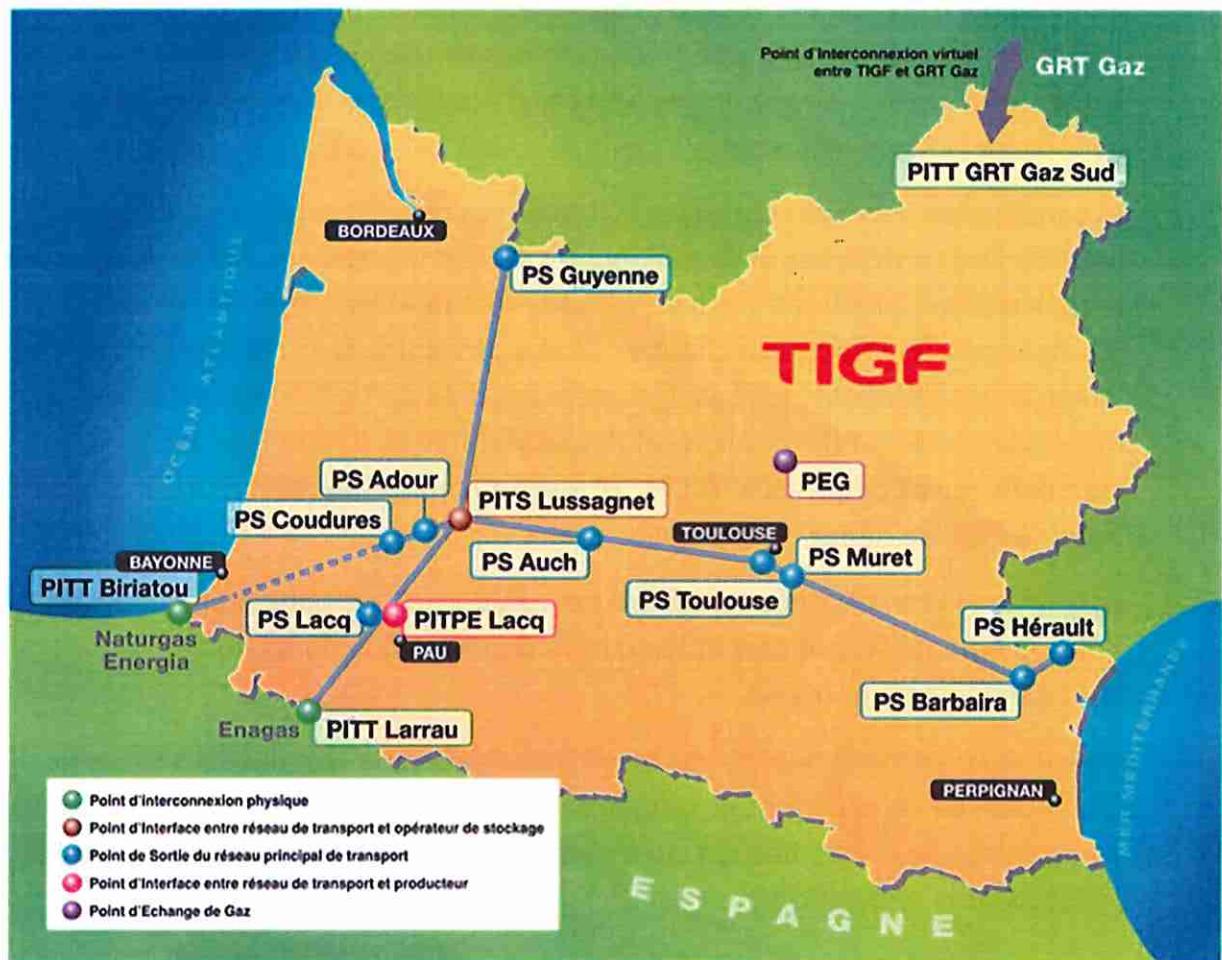 Point d'Interconnexion virtuel
entre TIGF et GRT Gaz
GRT Gaz
PITT GRT Gaz Sud
BORDEAUX
PS Guyenne
OCÉAN ATLANTIQUE
TIGF
PEG
PS Adour
PITS Lussagnet
PS Coudures
TOULOUSE
BAYONNE
PS Auch
PS Muret
PITT Biriatou
PS Toulouse
PS Lacq
PITPE Lacq
PS Hérault
Naturgas
Energia
PAU
PS Barbaira
Enagas
PITT Larrau
MER MÉDITERRANÉE
PERPIGNAN
Point d'interconnexion physique
Point d'Interface entre réseau de transport et opérateur de stockage
Point de Sortie du réseau principal de transport
Point d'Interface entre réseau de transport et producteur
Point d'Echange de Gaz
ESPAGNE